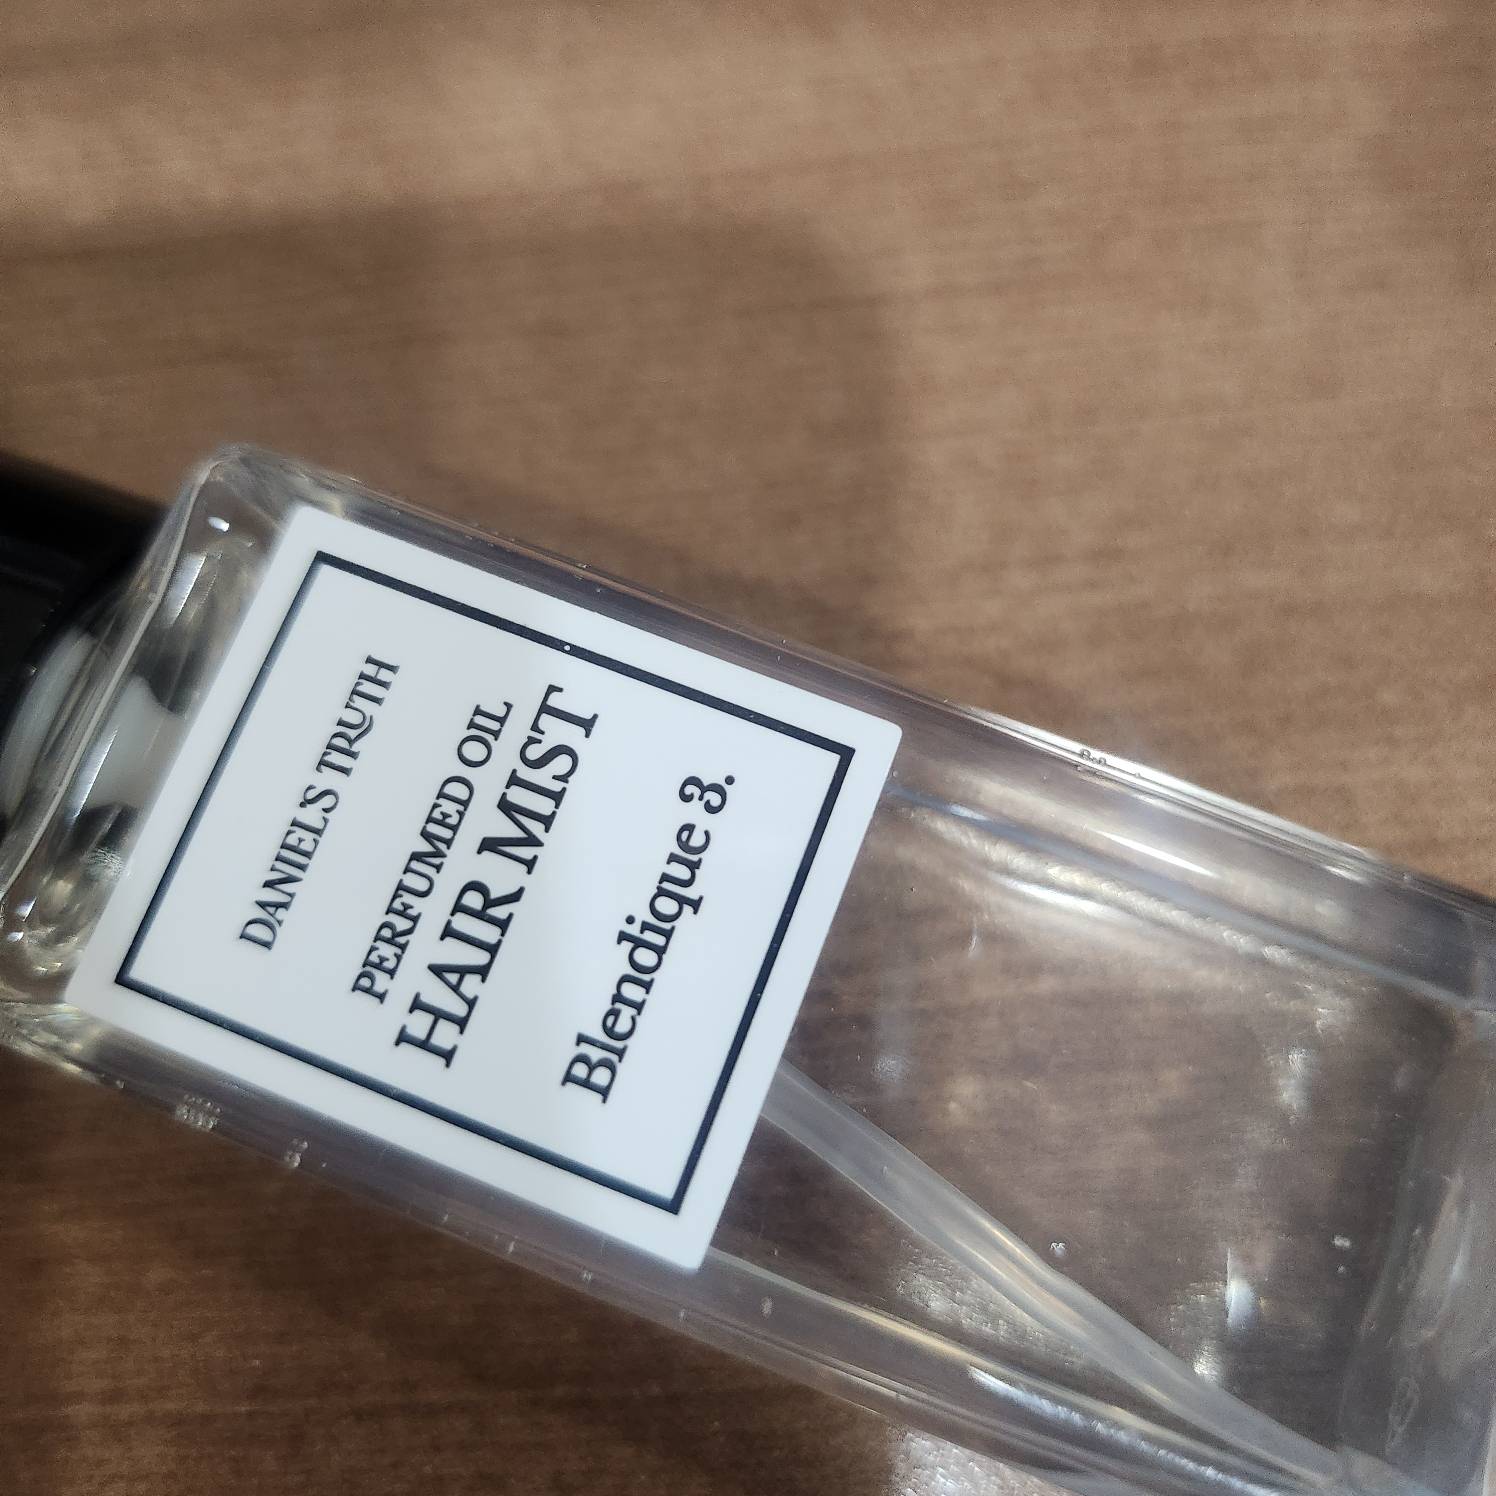 DANIEL'S TRUTH
PERFUMED OIL
HAIR MIST
Blendique 3.